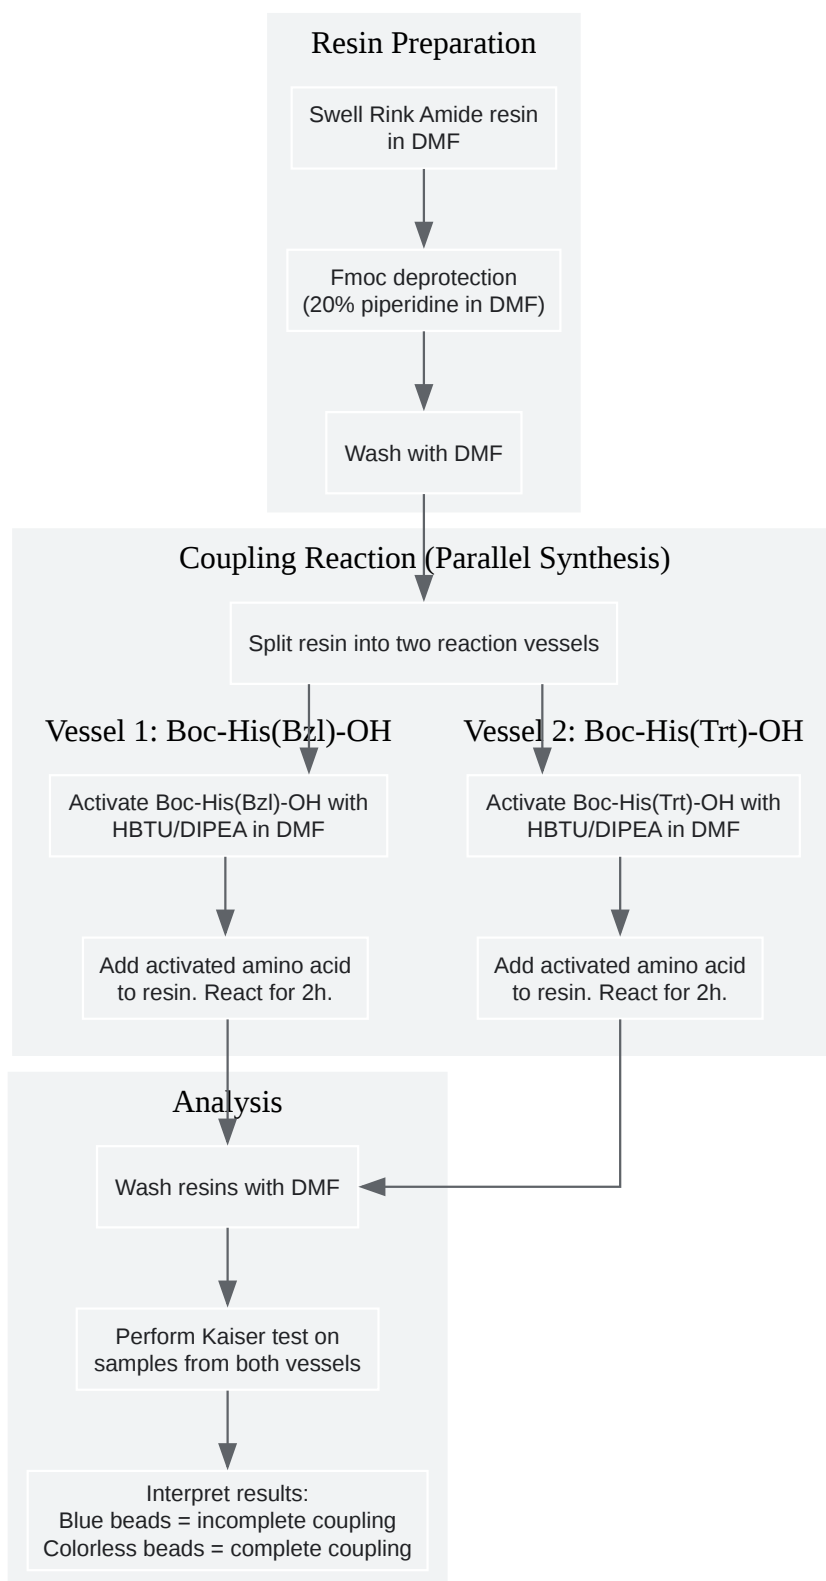 Resin Preparation
Swell Rink Amide resin
in DMF
Fmoc deprotection
(20% piperidine in DMF)
Wash with DMF
Coupling Reaction (Parallel Synthesis)
Split resin into two reaction vessels
Vessel 1: Boc-His(Bzl)-OH
Activate Boc-His(Bzl)-OH with
HBTU/DIPEA in DMF
Add activated amino acid
to resin. React for 2h.
Vessel 2: Boc-His(Trt)-OH
Activate Boc-His(Trt)-OH with
HBTU/DIPEA in DMF
Add activated amino acid
to resin. React for 2h.
Analysis
Wash resins with DMF
Perform Kaiser test on
samples from both vessels
Interpret results:
Blue beads = incomplete coupling
Colorless beads = complete coupling